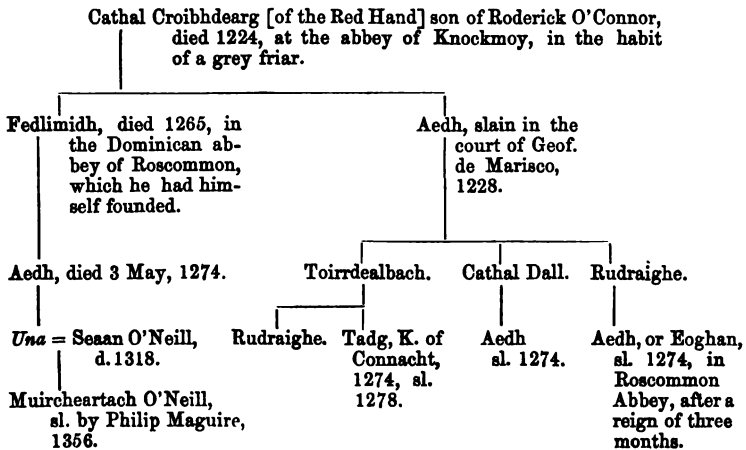 Cathal Croibhdearg [of the Red Hand] son of Roderick O'Connor,
died 1224, at the abbey of Knockmoy, in the habit
of a grey friar.
Fedlimidh, died 1265, in
the Dominican ab-
bey of Roscommon,
which he had him-
self founded.
Aedh, slain in the
court of Geof.
de Marisco,
1228.
Aedh, died 3 May, 1274.
Toirrdealbach.
Cathal Dall.
Rudraighe.
Una = Seaan O'Neill,
d. 1318.
Rudraighe.
Tadg, K. of
Connacht,
1274, sl.
1278.
Aedh
sl. 1274.
Aedh, or Eoghan,
sl. 1274, in
Roscommon
Abbey, after a
reign of three
months.
Muircheartach O'Neill,
sl. by Philip Maguire,
1356.